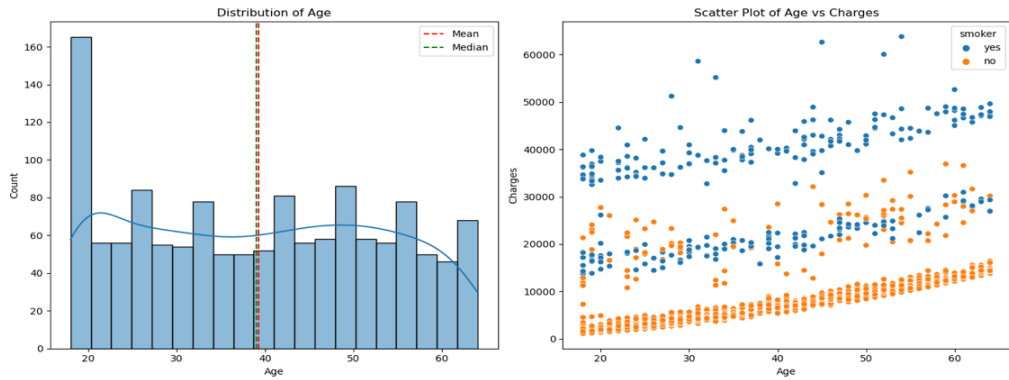 Distribution of Age
Mean
Median
160
140
120
100
80
60
40
20
0
Count
20
30
40
50
60
Age
Scatter Plot of Age vs Charges
smoker
yes
no
60000
50000
40000
30000
20000
10000
0
Charges
20
30
40
50
60
Age